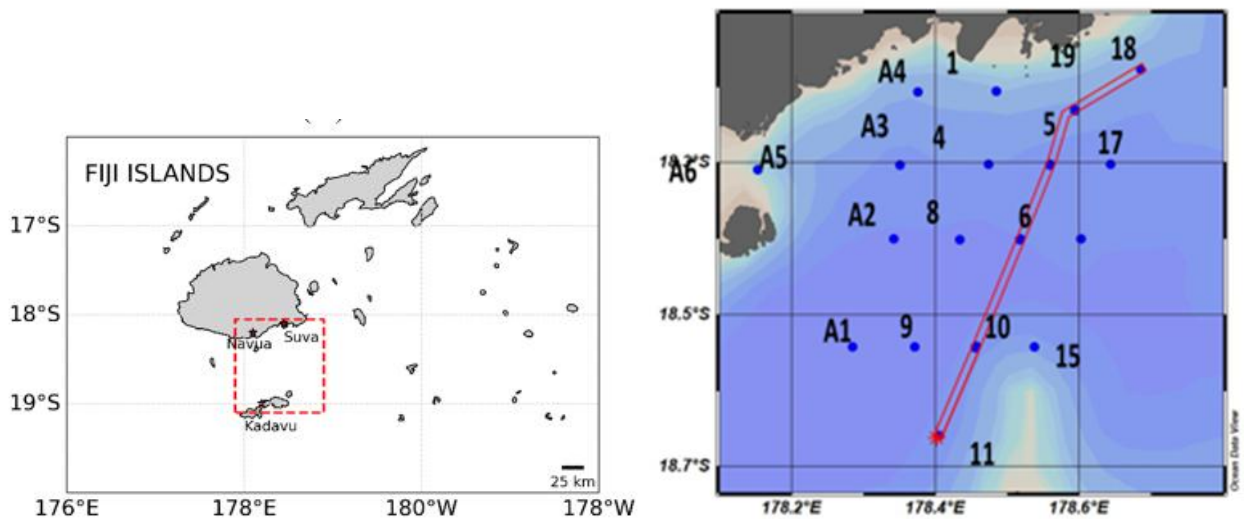 FIJI ISLANDS
17°S
18°S
19°S
Navua
Suva
Kadavu
25 km
176°E
178°E
180°E
178°W
18
19
1
A4
A3
4
5
17
A5
A6
A2
8
6
18.5°S
A1
9
10
15
11
18.7°S
178.2°E
178.4°E
178.6°E
Ocean Data View